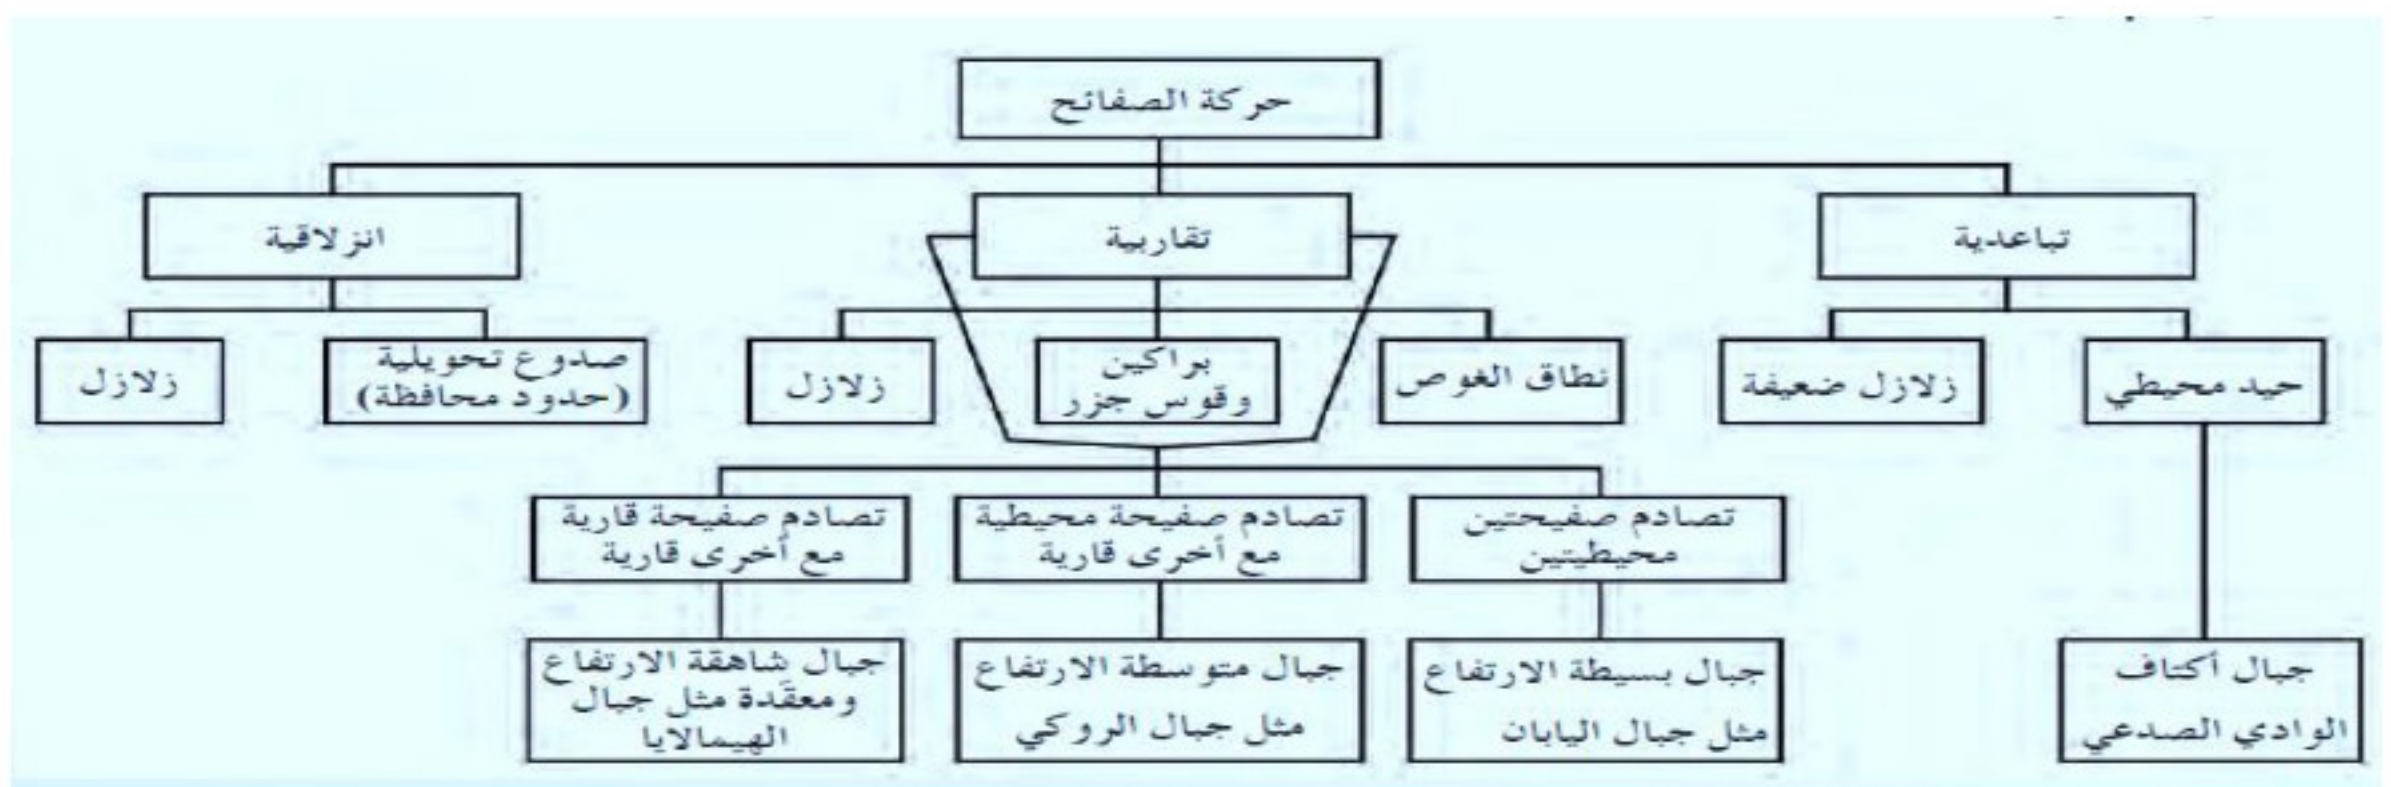 حركة الصفائح
تباعدية
تقاربية
انزلاقية
حيد محيطي
زلازل ضعيفة
نطاق الغوص
براكين
وقوس جزر
زلازل
صدوع تحويلية
(حدود محافظة)
زلازل
تصادم صفيحتين
محيطيتين
تصادم صفيحة محيطية
مع أخرى قارية
تصادم صفيحة قارية
مع أخرى قارية
جبال أكتاف
الوادي الصدعي
جبال بسيطة الارتفاع
مثل جبال اليابان
جبال متوسطة الارتفاع
مثل جبال الروكي
جبال شاهقة الارتفاع
ومعقدة مثل جبال
الهيمالايا